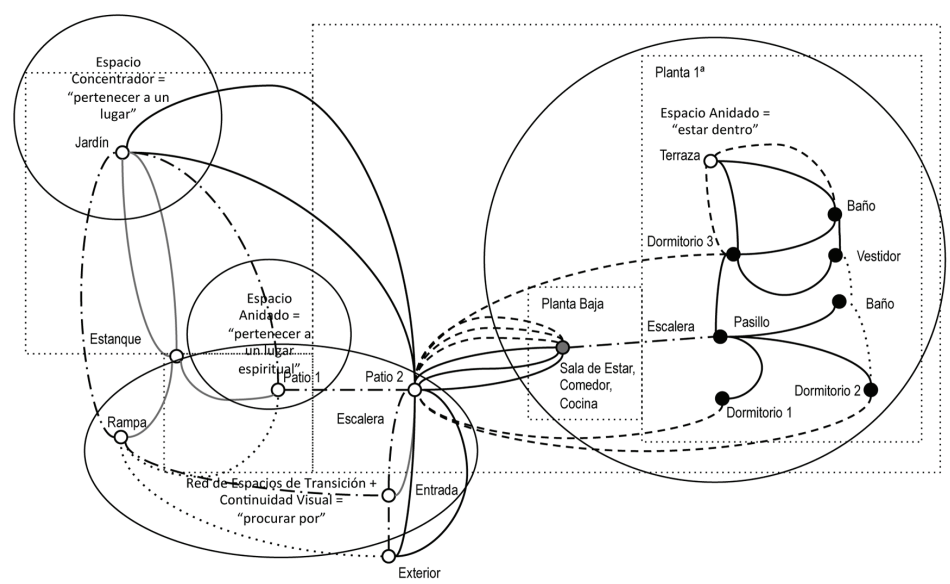 Espacio
Concentrador =
“pertenecer a un
lugar”
Jardín
Planta 1ª
Espacio Anidado =
“estar dentro”
Terraza
Baño
Dormitorio 3
Vestidor
Espacio
Anidado =
“pertenecer a
un lugar
espiritual”
Planta Baja
Baño
Estanque
Escalera
Pasillo
Patio 1
Patio 2
Sala de Estar,
Comedor,
Cocina
Dormitorio 2
Dormitorio 1
Escalera
Rampa
Red de Espacios de Transición +
Continuidad Visual =
“procurar por”
Entrada
Exterior